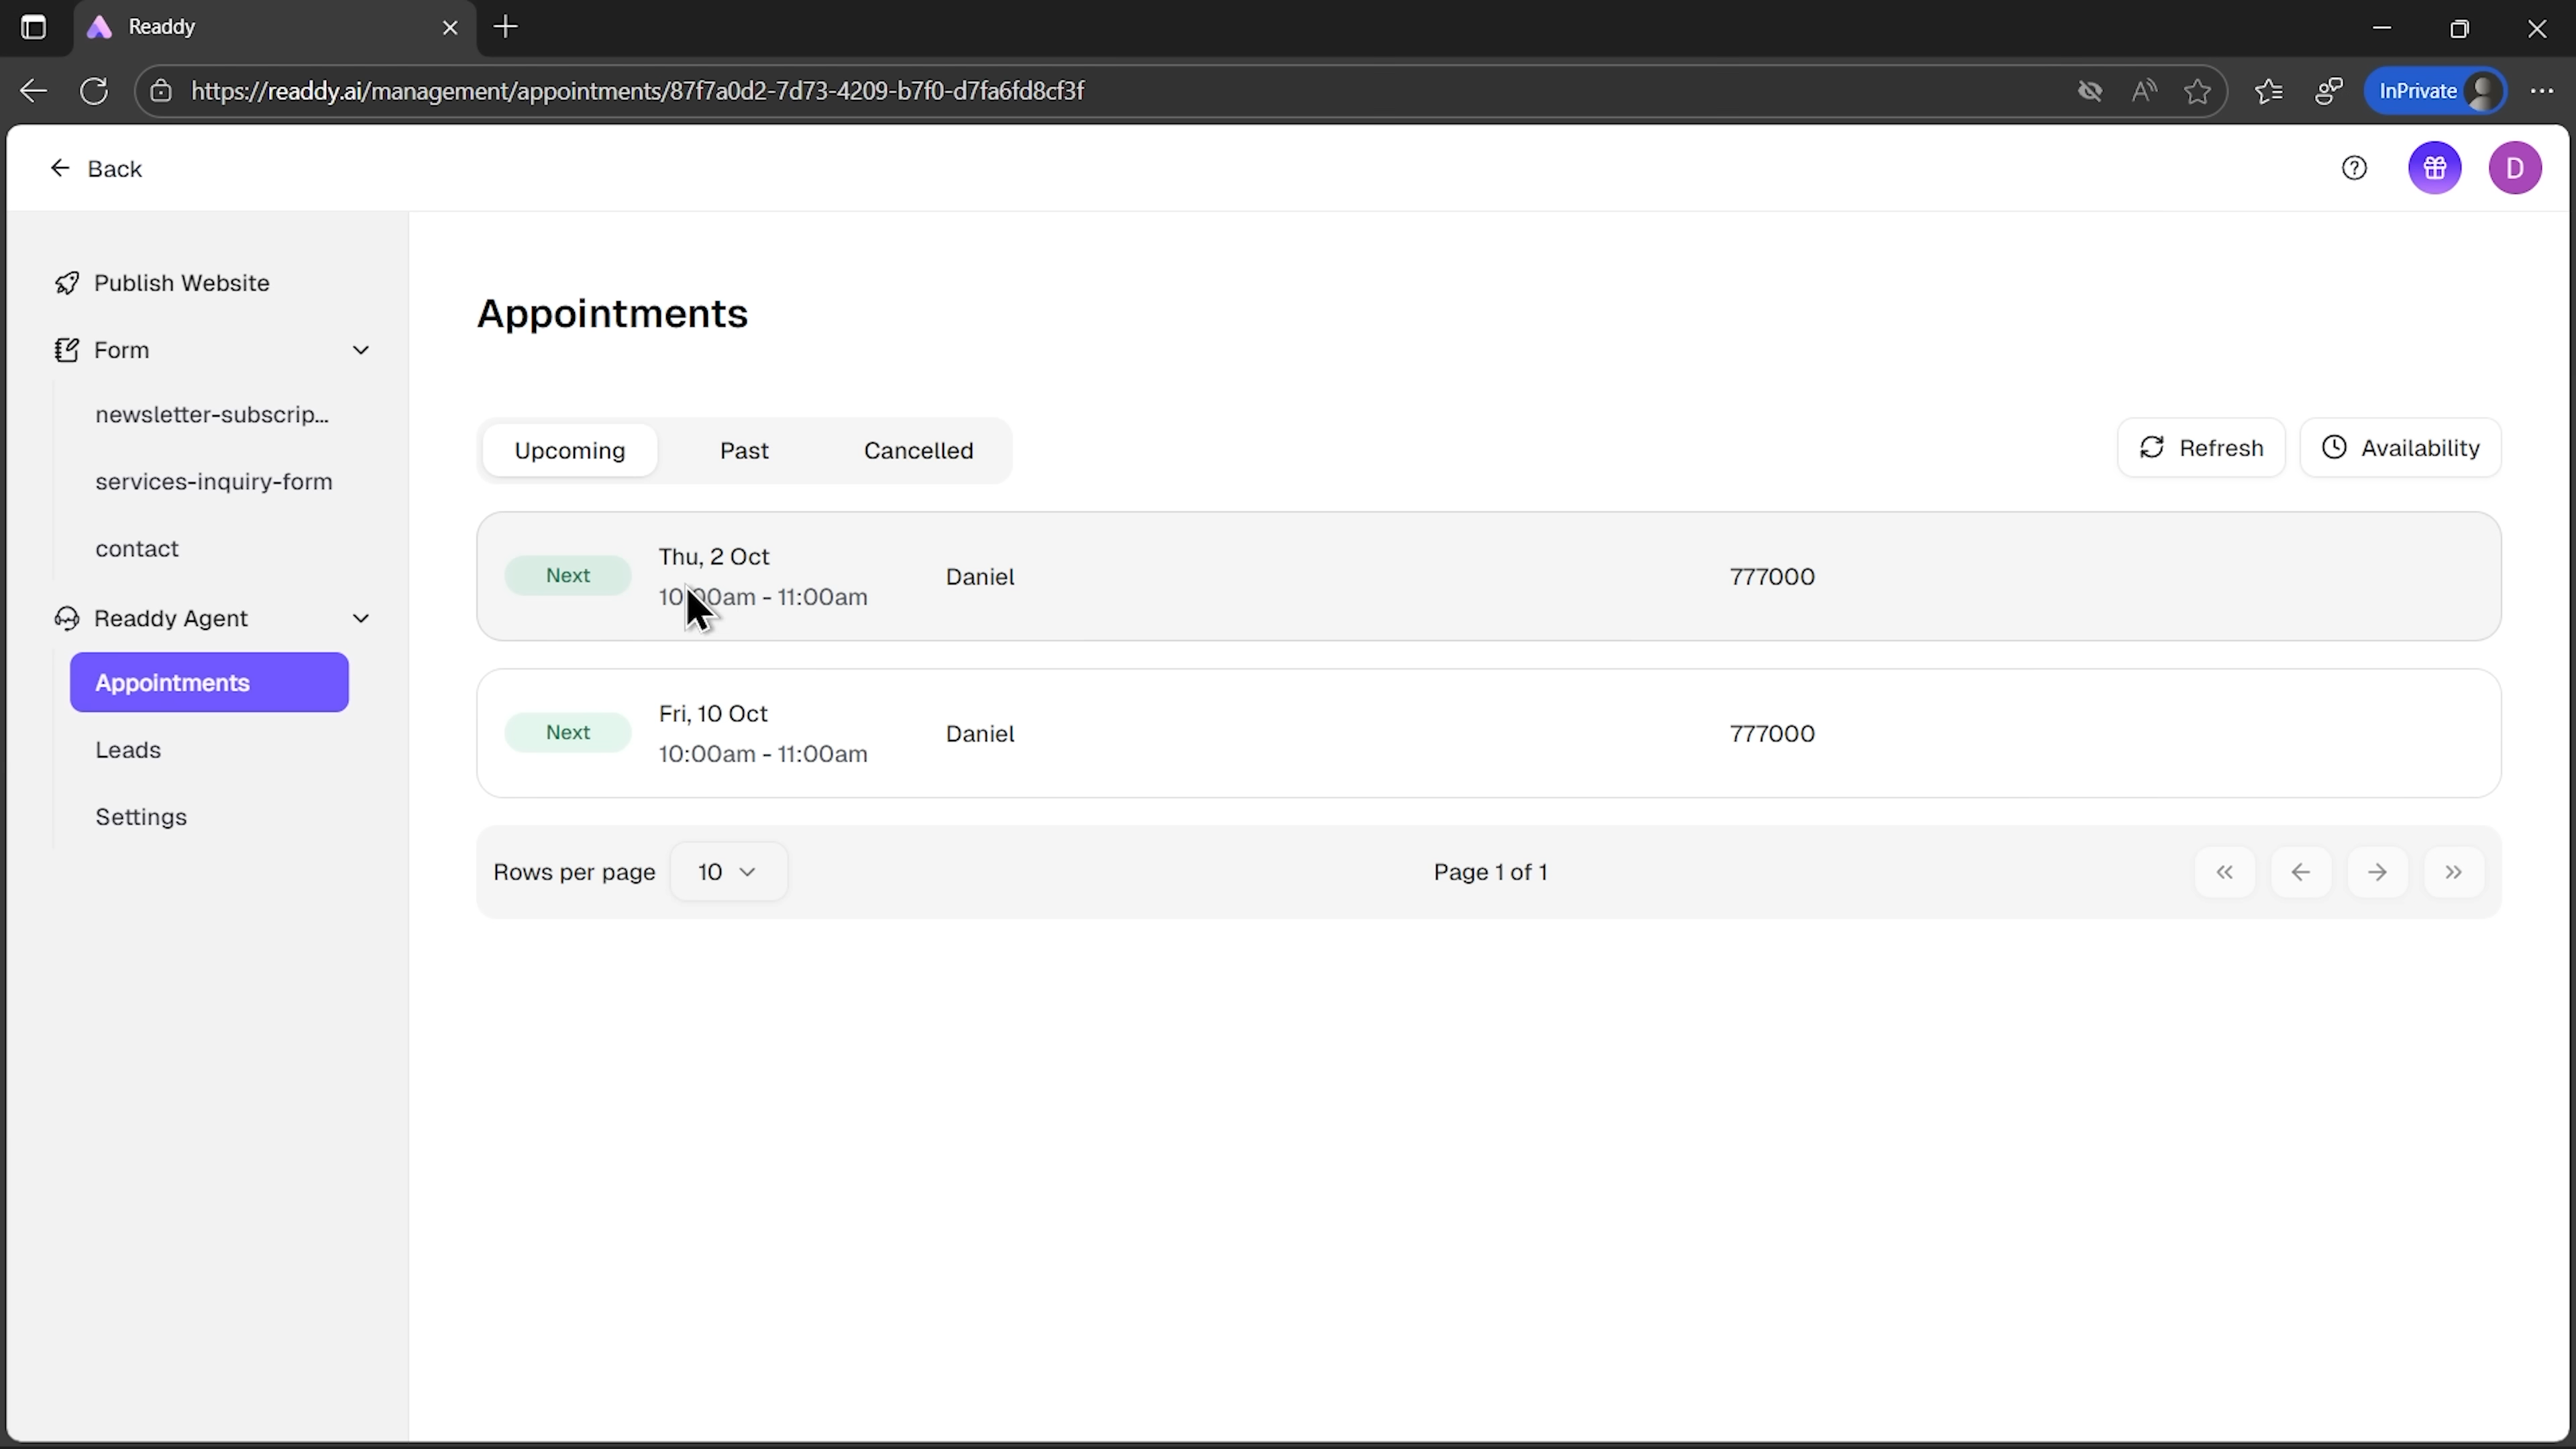 Readdy
https://readdy.ai/management/appointments/87f7a0d2-7d73-4209-b7f0-d7fa6fd8cf3f
InPrivate
Back
D
Publish Website
Form
newsletter-subscrip...
services-inquiry-form
contact
Readdy Agent
Appointments
Leads
Settings
Appointments
Upcoming Past Cancelled Refresh Availability
Next
Thu, 2 Oct
10:00am - 11:00am
Daniel
777000
Next
Fri, 10 Oct
10:00am - 11:00am
Daniel
777000
Rows per page 10 Page 1 of 1